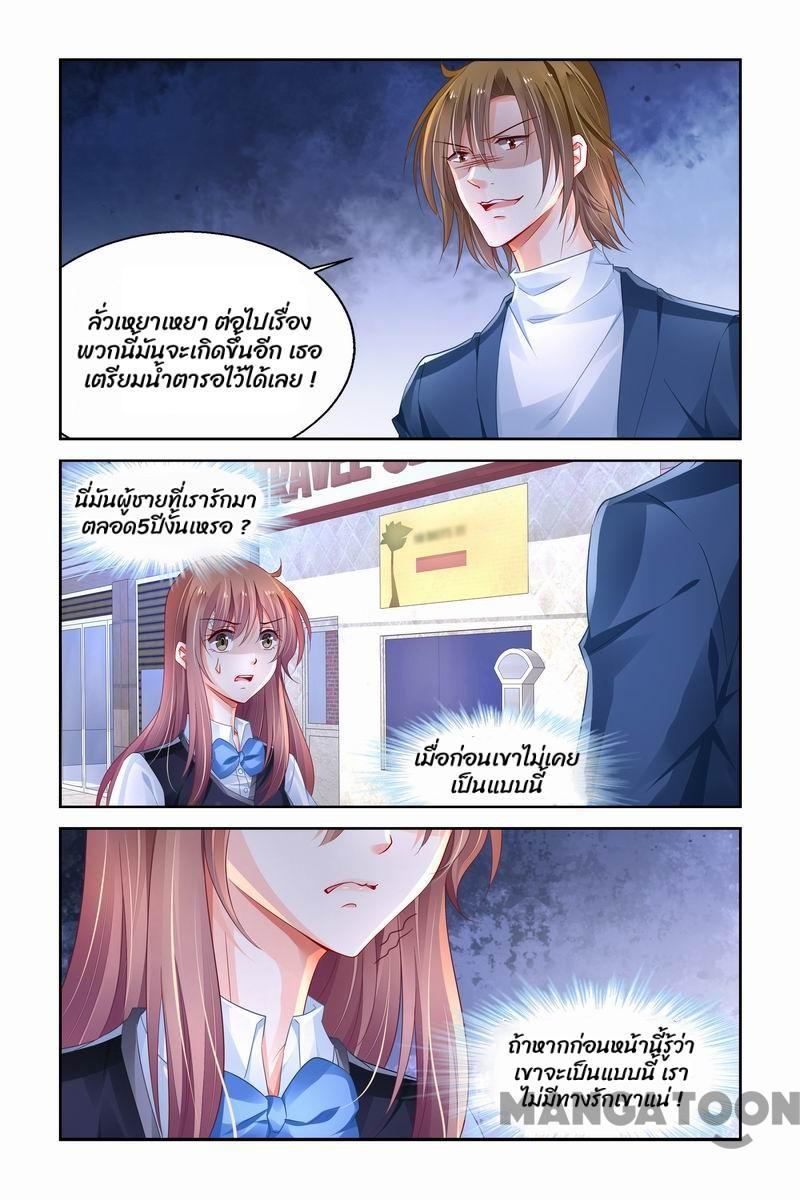 ลั่วเหยาเหยา ต่อไปเรื่อง
พวกนี้มันจะเกิดขึ้นอีก เธอ
เตรียมน้ำตารอไว้ได้เลย !
นี่มันผู้ชายที่เรารักมา
ตลอด5ปีงั้นเหรอ ?
TRAVEL
เมื่อก่อนเขาไม่เคย
เป็นแบบนี้
ถ้าหากก่อนหน้านี้รู้ว่า
เขาจะเป็นแบบนี้ เรา
ไม่มีทางรักเขาแน่ !
MANGATOON